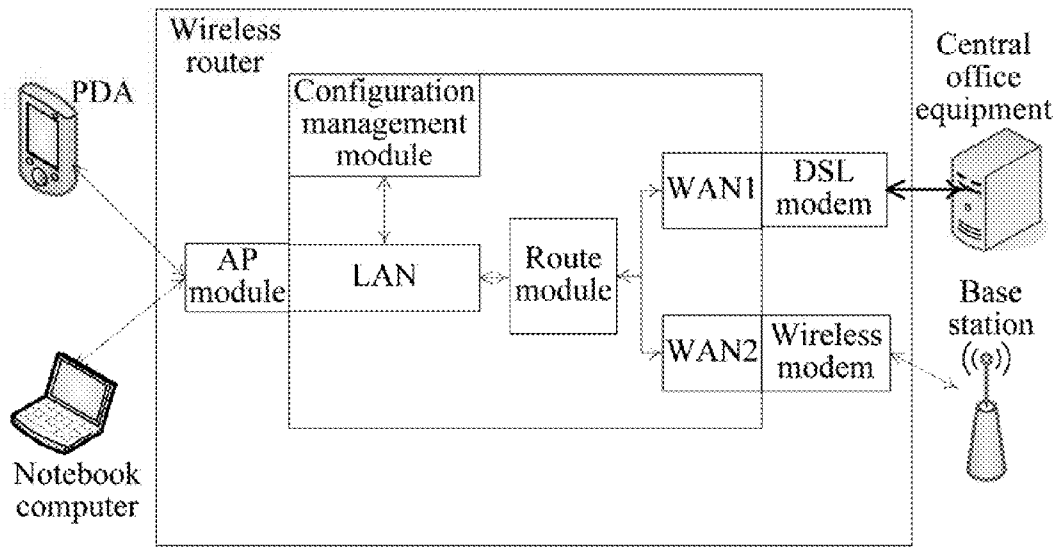 Wireless
router
PDA
Configuration
management
module
Central
office
equipment
WAN1
DSL
modem
AP
module
LAN
Route
module
Base
station
WAN2
Wireless
modem
Notebook
computer